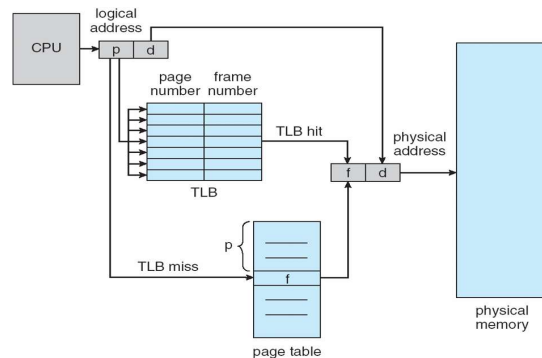 logical
address
CPU
p
d
page
number
frame
number
TLB hit
physical
address
f
d
TLB
p
TLB miss
f
physical
memory
page table